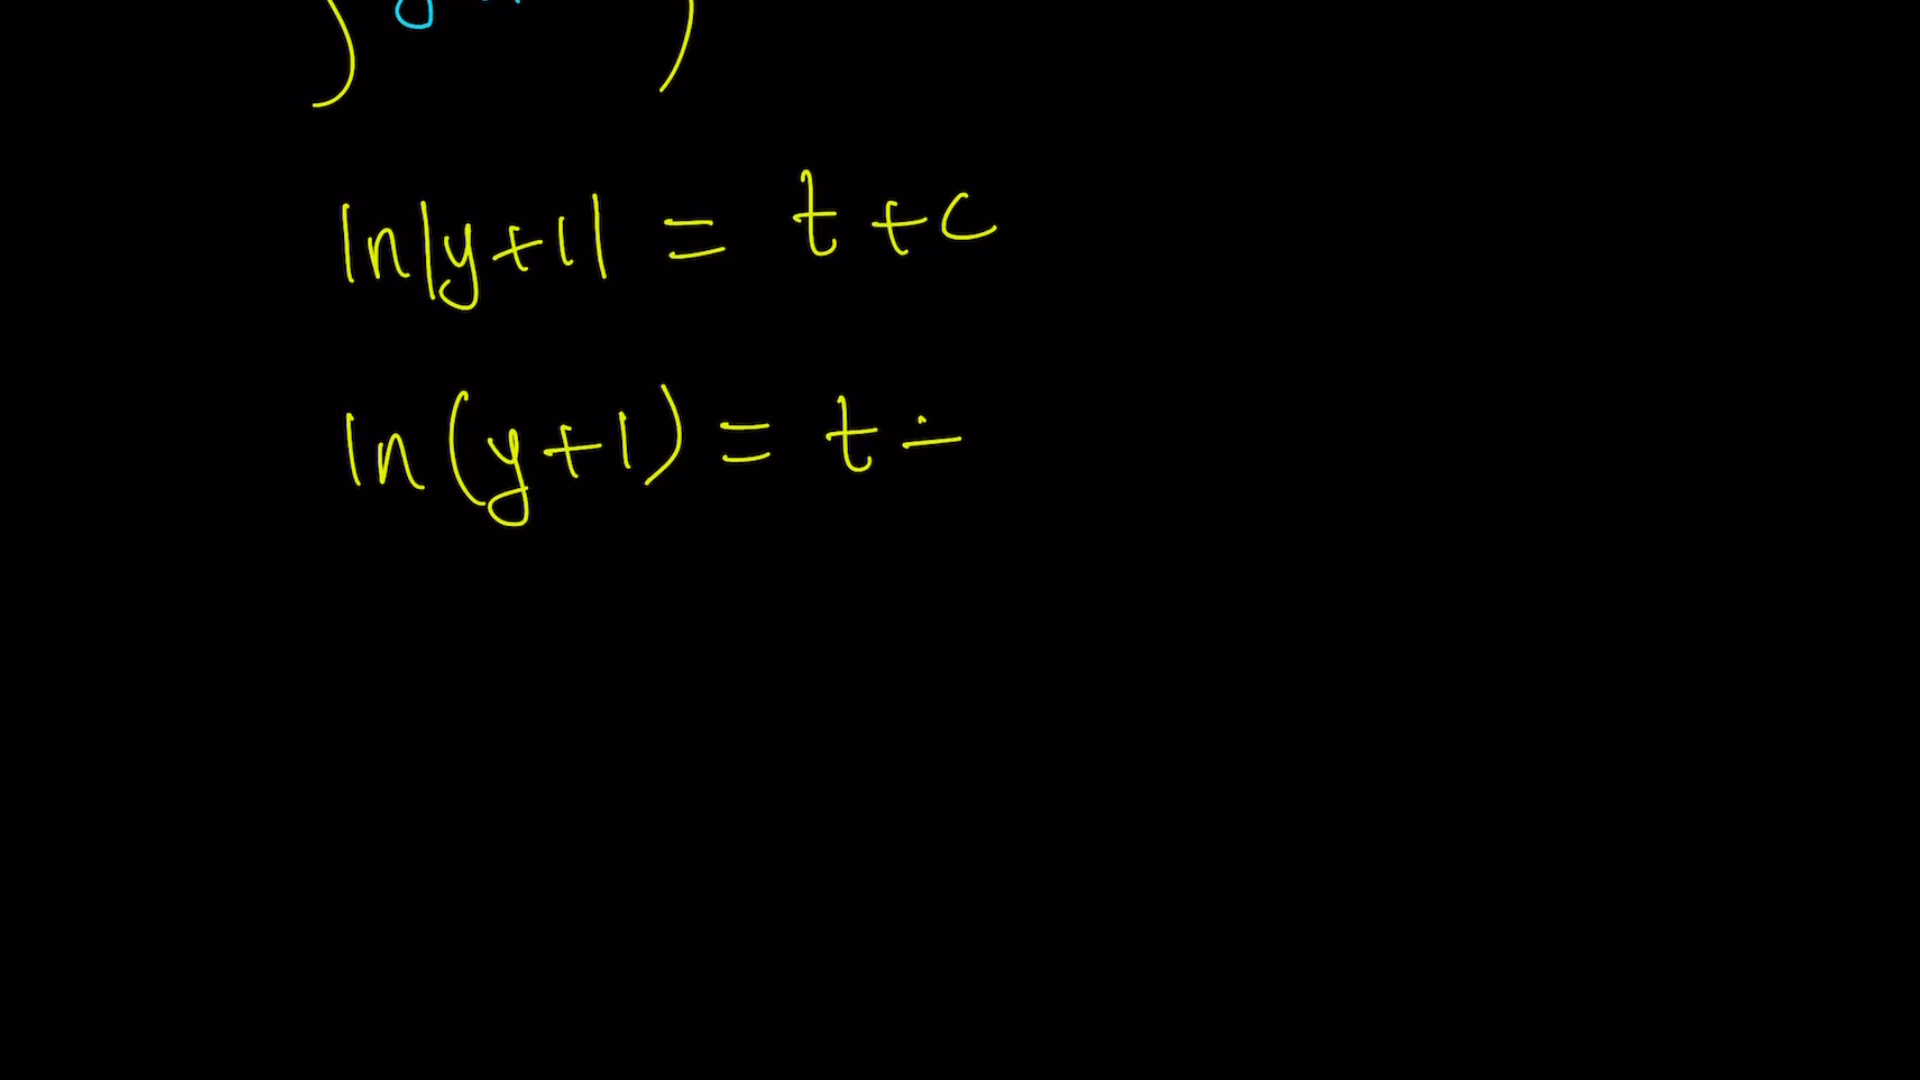 ln|y+1| = t+c
ln(y+1) = t